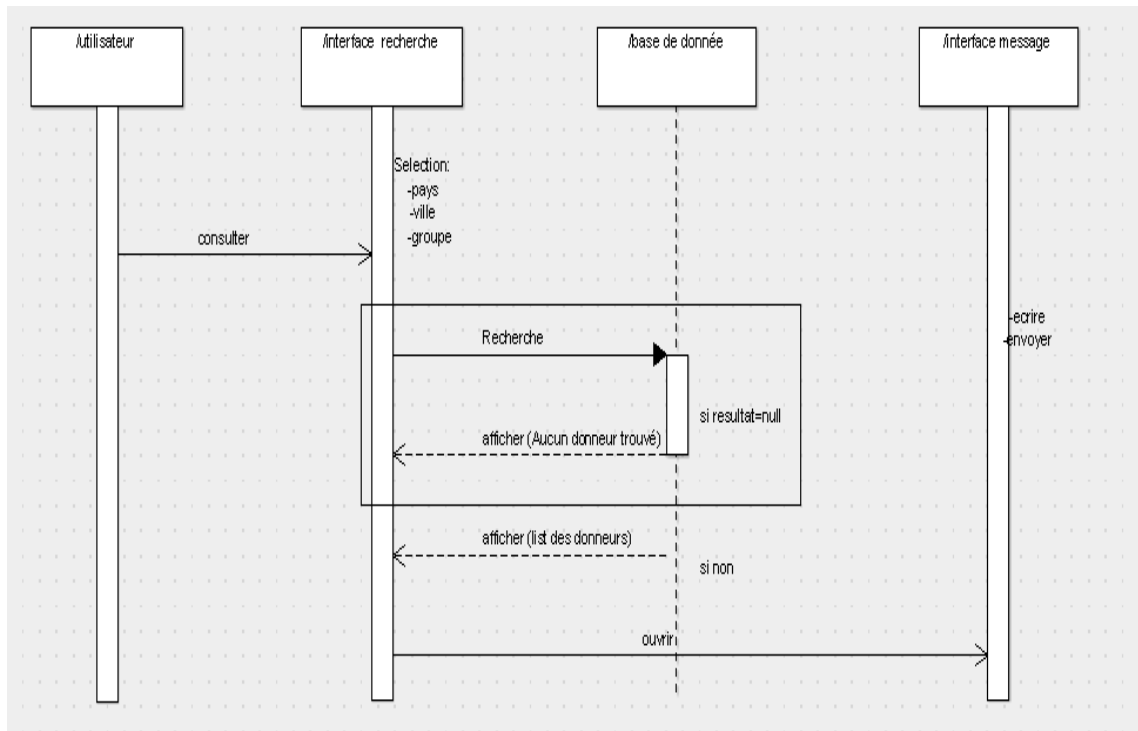 /utilisateur
/interface recherche
/base de donnée
/interface message
Selection:
-pays
-ville
-groupe
consulter
-ecrire
-envoyer
Recherche
si resultat=null
afficher (Aucun donneur trouvé)
afficher (list des donneurs)
si non
ouvrir